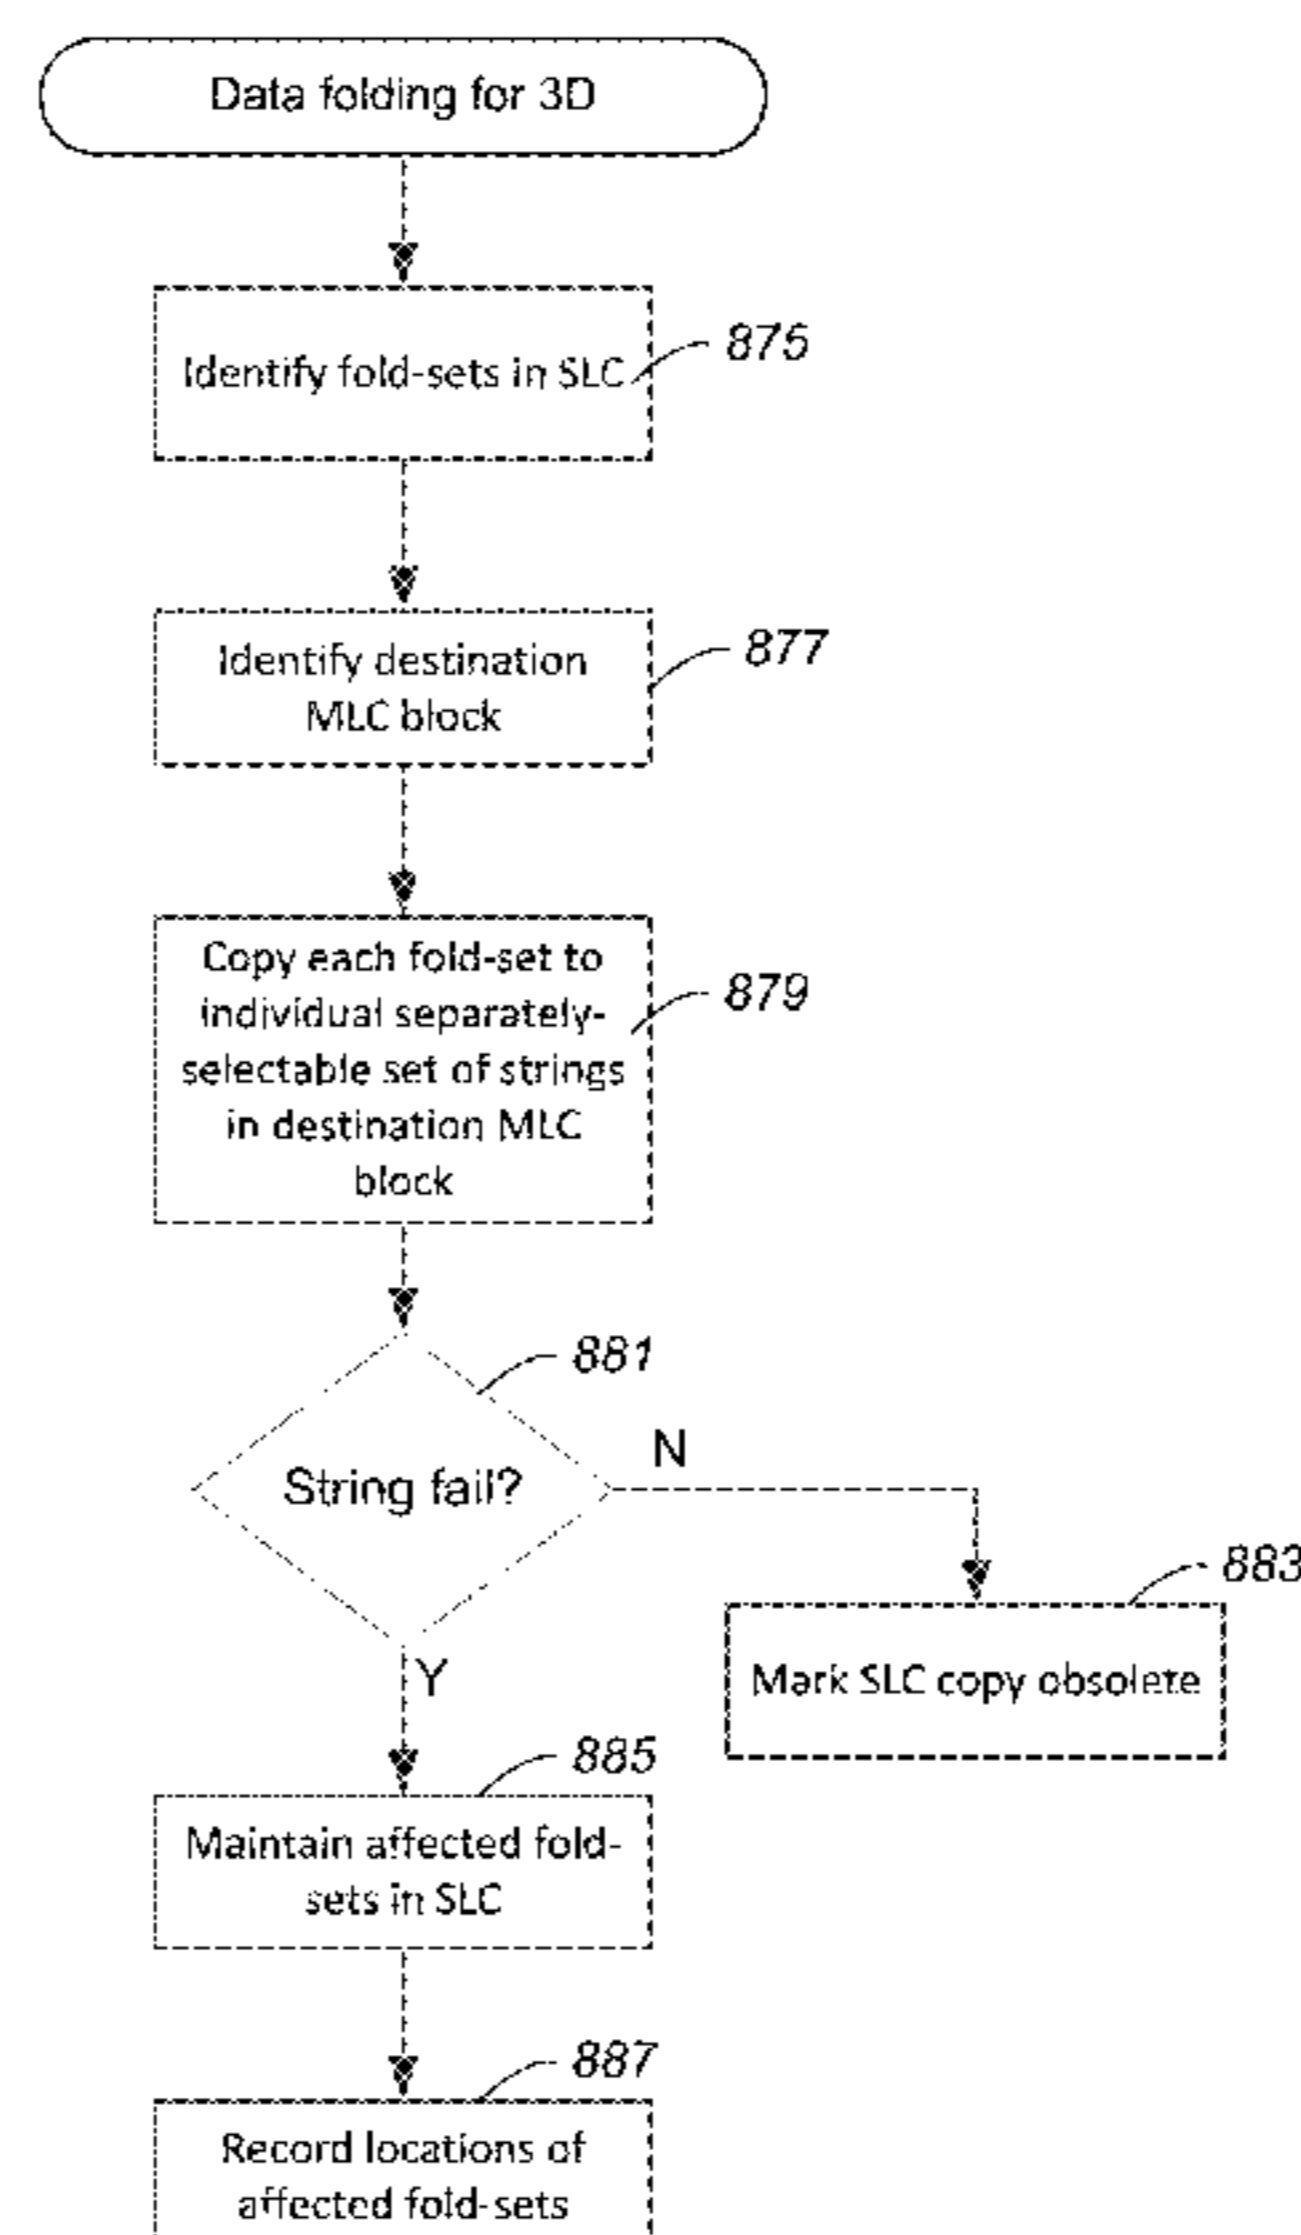 Data folding for 3D
Identify fold-sets in SLC
875
Identify destination
MLC block
877
Copy each fold-set to
individual separately-
selectable set of strings
in destination MLC
block
879
881
String fail?
N
883
Mark SLC copy obsolete
Y
885
Maintain affected fold-
sets in SLC
887
Record locations of
affected fold-sets